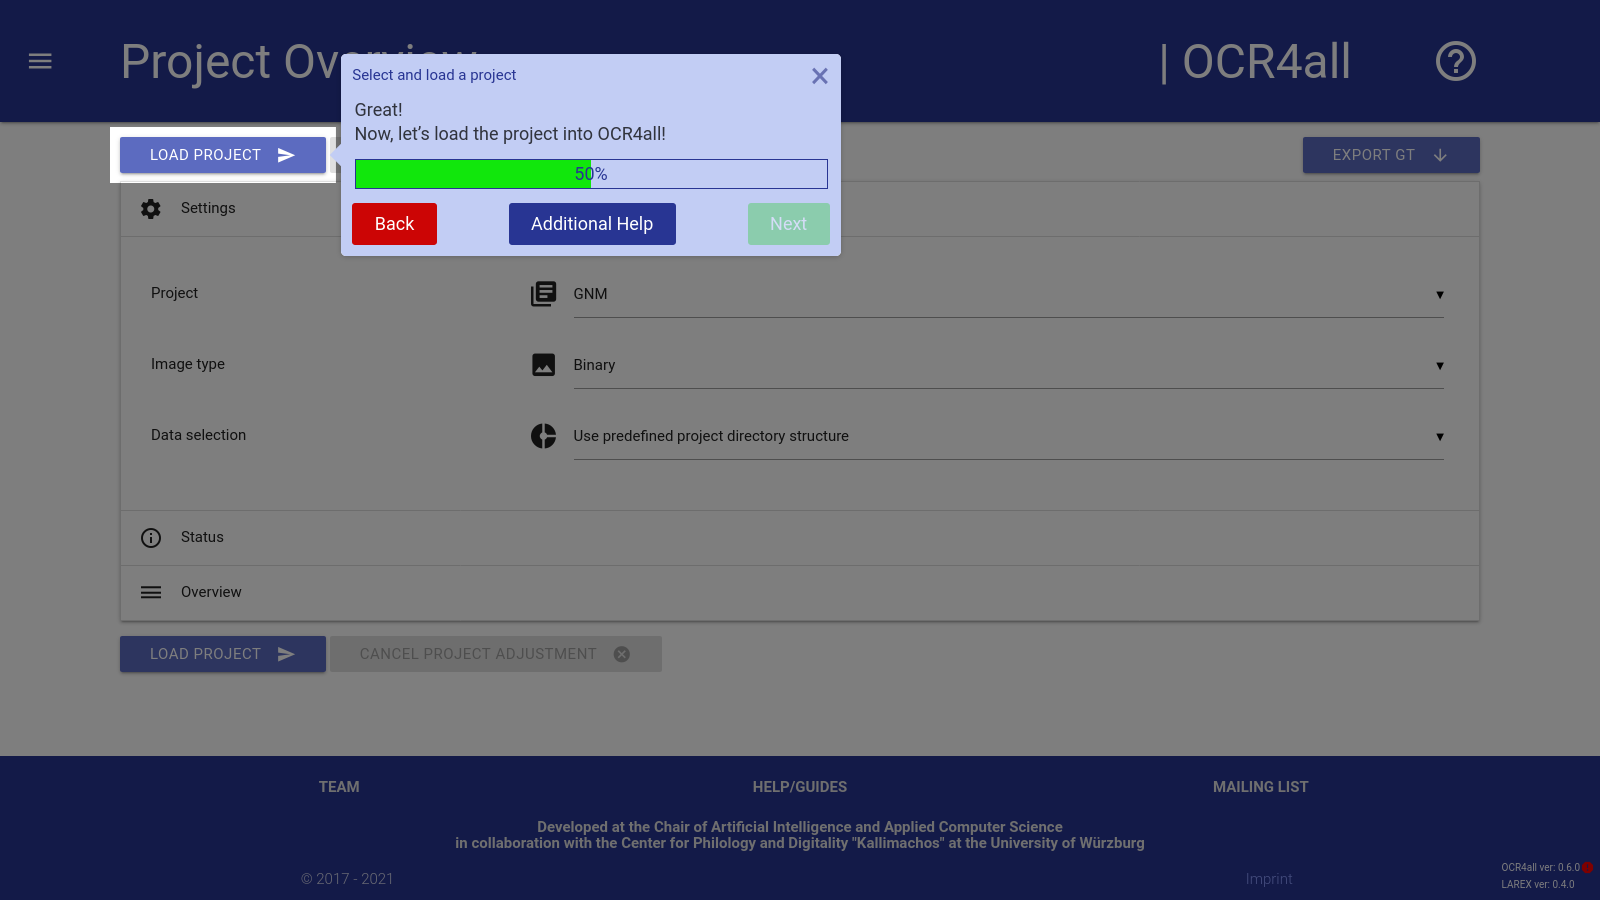 Project Overview
| OCR4all
Select and load a project
Great!
Now, let's load the project into OCR4all!
50%
Back
Additional Help
Next
LOAD PROJECT
EXPORT GT
Settings
Project
GNM
Image type
Binary
Data selection
Use predefined project directory structure
Status
Overview
LOAD PROJECT
CANCEL PROJECT ADJUSTMENT
TEAM
HELP/GUIDES
MAILING LIST
Developed at the Chair of Artificial Intelligence and Applied Computer Science
in collaboration with the Center for Philology and Digitality "Kallimachos" at the University of Würzburg
© 2017 - 2021
Imprint
OCR4all ver: 0.6.0
LAREX ver: 0.4.0